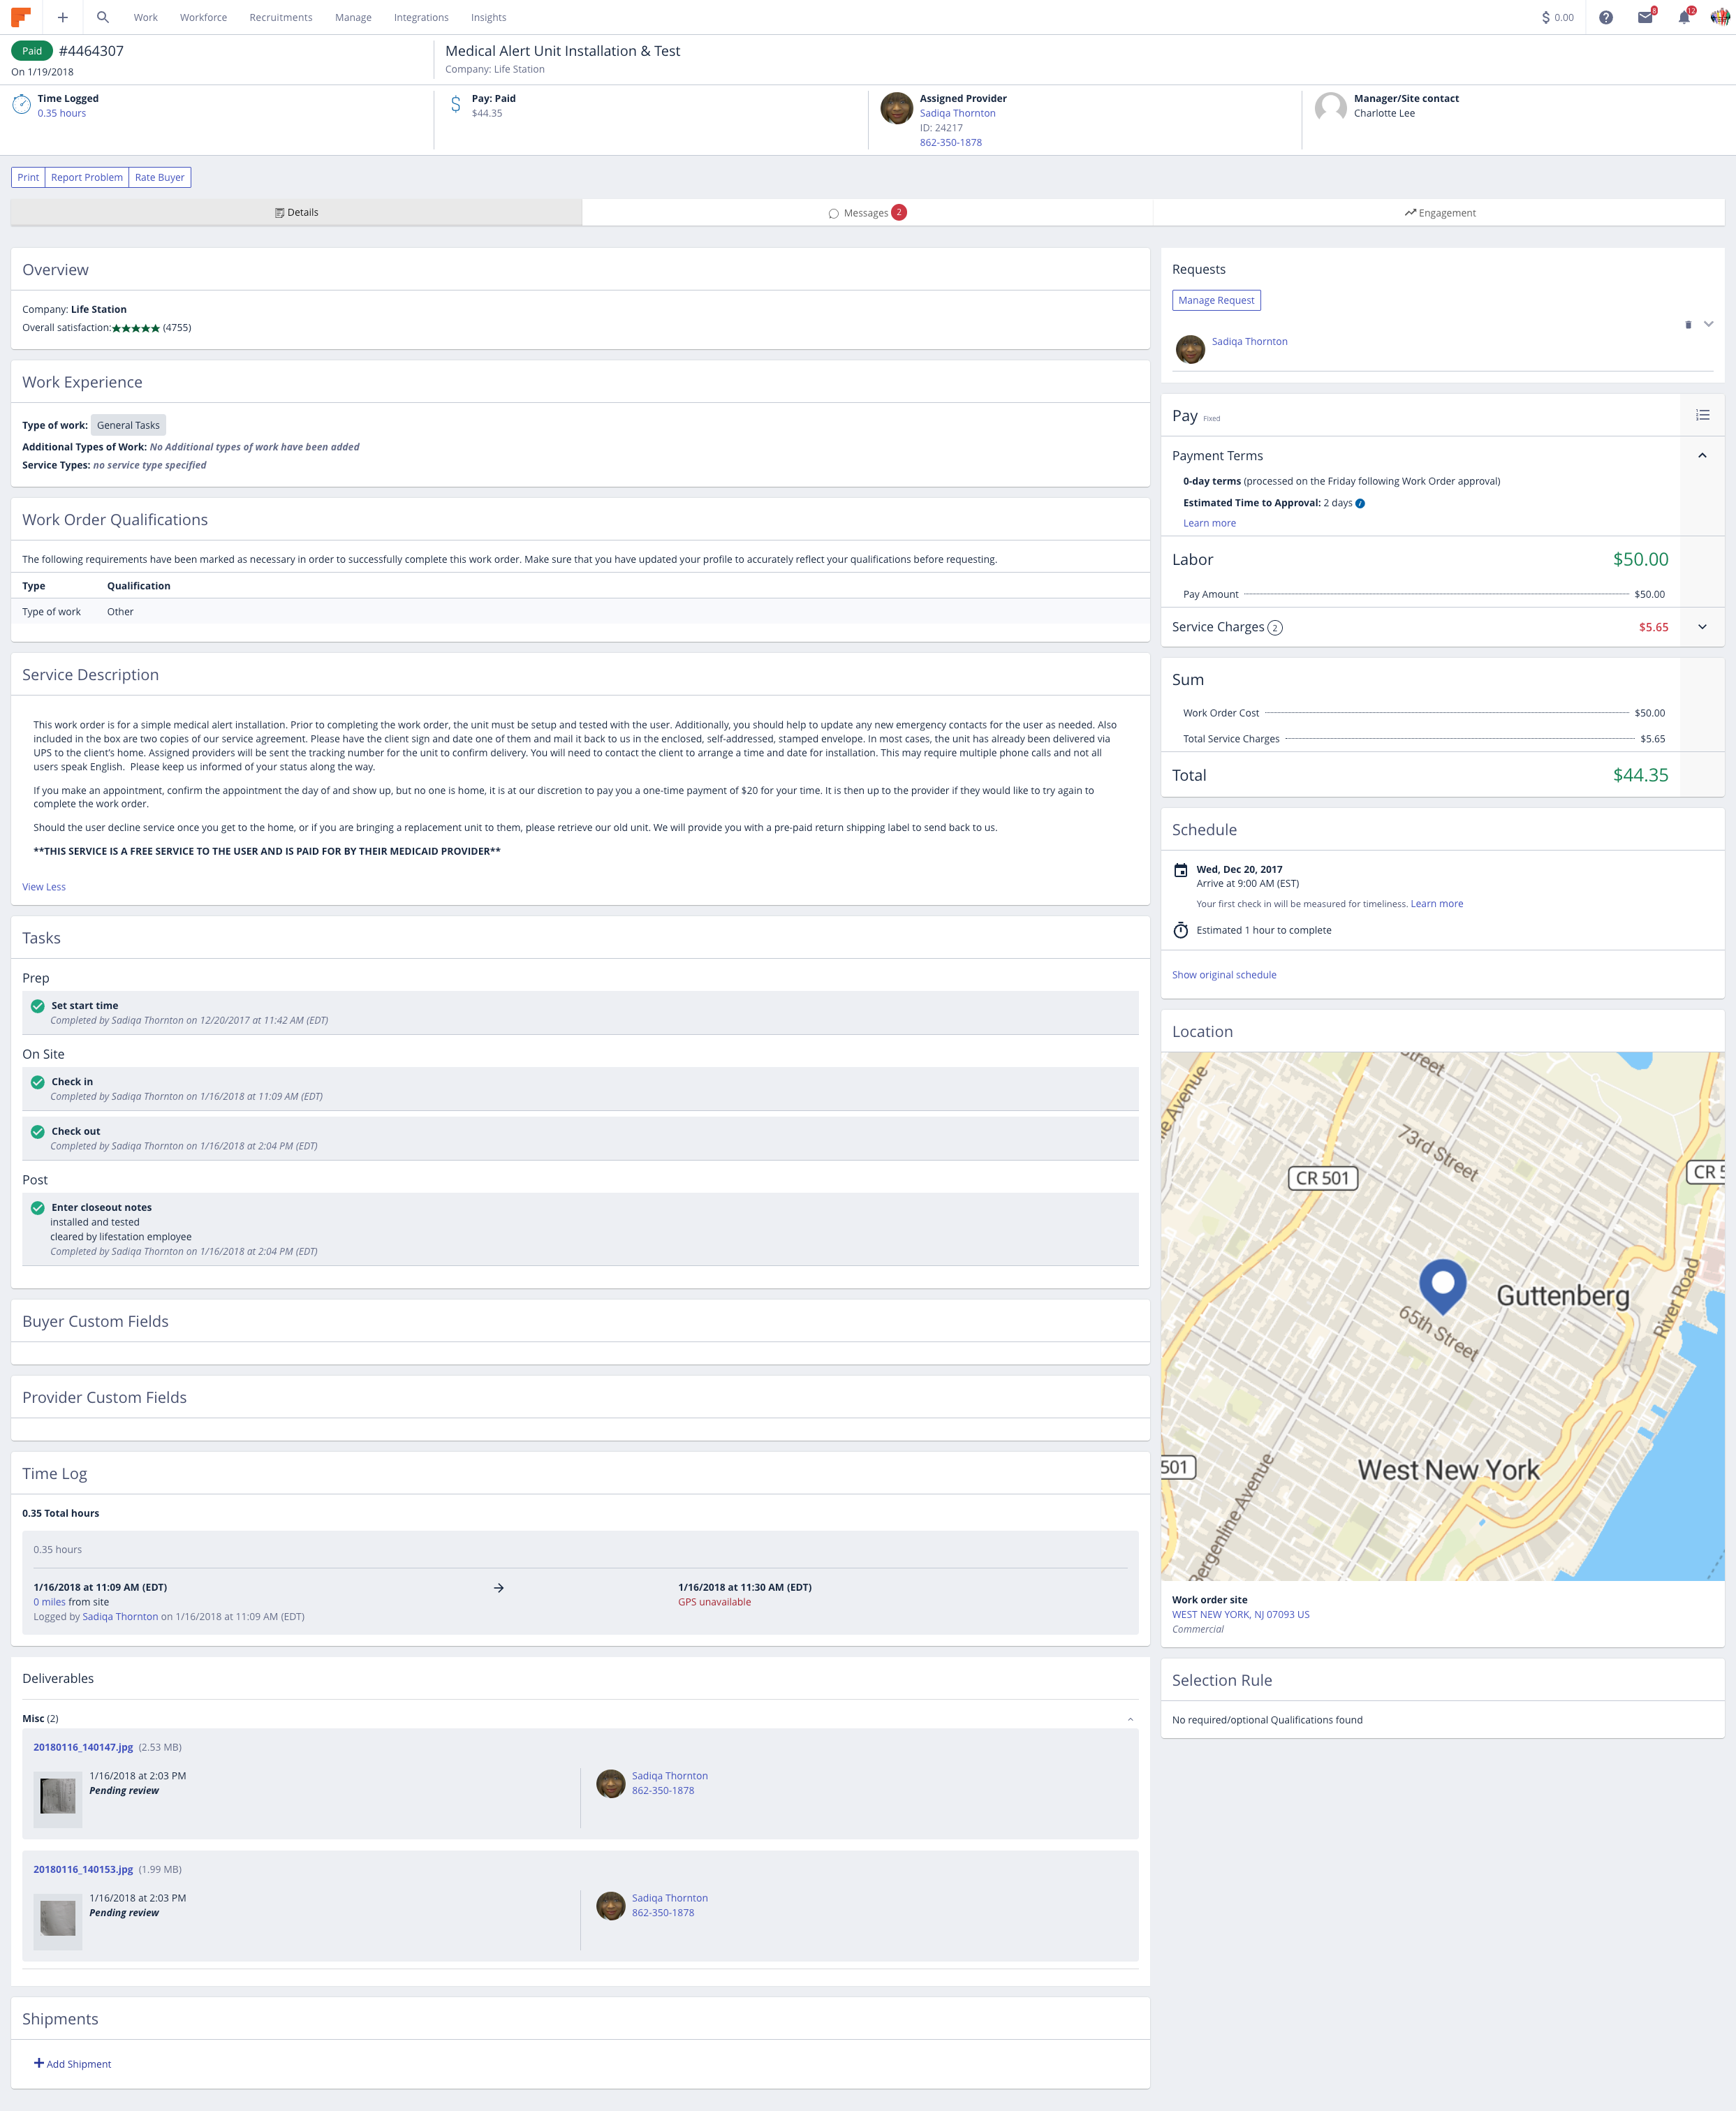 Work Workforce Recruitments Manage Integrations Insights
$ 0.00
8
12
Paid #4464307
On 1/19/2018
Medical Alert Unit Installation & Test
Company: Life Station
Time Logged
0.35 hours
Pay: Paid
$44.35
Assigned Provider
Sadiqa Thornton
ID: 24217
862-350-1878
Manager/Site contact
Charlotte Lee
Print Report Problem Rate Buyer
Details
Messages 2
Engagement
Overview
Company: Life Station
Overall satisfaction:★★★★★ (4755)
Work Experience
Type of work: General Tasks
Additional Types of Work: No Additional types of work have been added
Service Types: no service type specified
Work Order Qualifications
The following requirements have been marked as necessary in order to successfully complete this work order. Make sure that you have updated your profile to accurately reflect your qualifications before requesting.
Type Qualification
Type of work Other
Service Description
This work order is for a simple medical alert installation. Prior to completing the work order, the unit must be setup and tested with the user. Additionally, you should help to update any new emergency contacts for the user as needed. Also
included in the box are two copies of our service agreement. Please have the client sign and date one of them and mail it back to us in the enclosed, self-addressed, stamped envelope. In most cases, the unit has already been delivered via
UPS to the client's home. Assigned providers will be sent the tracking number for the unit to confirm delivery. You will need to contact the client to arrange a time and date for installation. This may require multiple phone calls and not all
users speak English.  Please keep us informed of your status along the way.
If you make an appointment, confirm the appointment the day of and show up, but no one is home, it is at our discretion to pay you a one-time payment of $20 for your time. It is then up to the provider if they would like to try again to
complete the work order.
Should the user decline service once you get to the home, or if you are bringing a replacement unit to them, please retrieve our old unit. We will provide you with a pre-paid return shipping label to send back to us.
**THIS SERVICE IS A FREE SERVICE TO THE USER AND IS PAID FOR BY THEIR MEDICAID PROVIDER**
View Less
Tasks
Prep
Set start time
Completed by Sadiqa Thornton on 12/20/2017 at 11:42 AM (EDT)
On Site
Check in
Completed by Sadiqa Thornton on 1/16/2018 at 11:09 AM (EDT)
Check out
Completed by Sadiqa Thornton on 1/16/2018 at 2:04 PM (EDT)
Post
Enter closeout notes
installed and tested
cleared by lifestation employee
Completed by Sadiqa Thornton on 1/16/2018 at 2:04 PM (EDT)
Buyer Custom Fields
Provider Custom Fields
Time Log
0.35 Total hours
0.35 hours
1/16/2018 at 11:09 AM (EDT)
0 miles from site
Logged by Sadiqa Thornton on 1/16/2018 at 11:09 AM (EDT)
1/16/2018 at 11:30 AM (EDT)
GPS unavailable
Deliverables
Misc (2)
20180116_140147.jpg (2.53 MB)
1/16/2018 at 2:03 PM
Pending review
Sadiqa Thornton
862-350-1878
20180116_140153.jpg (1.99 MB)
1/16/2018 at 2:03 PM
Pending review
Sadiqa Thornton
862-350-1878
Shipments
Add Shipment
Requests
Manage Request
Sadiqa Thornton
Pay Fixed
Payment Terms
0-day terms (processed on the Friday following Work Order approval)
Estimated Time to Approval: 2 days
Learn more
Labor $50.00
Pay Amount $50.00
Service Charges 2 $5.65
Sum
Work Order Cost $50.00
Total Service Charges $5.65
Total $44.35
Schedule
Wed, Dec 20, 2017
Arrive at 9:00 AM (EST)
Your first check in will be measured for timeliness. Learn more
Estimated 1 hour to complete
Show original schedule
Location
Street
Avenue
73rd Street
CR 501
CR 5
Guttenberg
65th Street
River Road
501
West New York
Bergenline Avenue
Work order site
WEST NEW YORK, NJ 07093 US
Commercial
Selection Rule
No required/optional Qualifications found